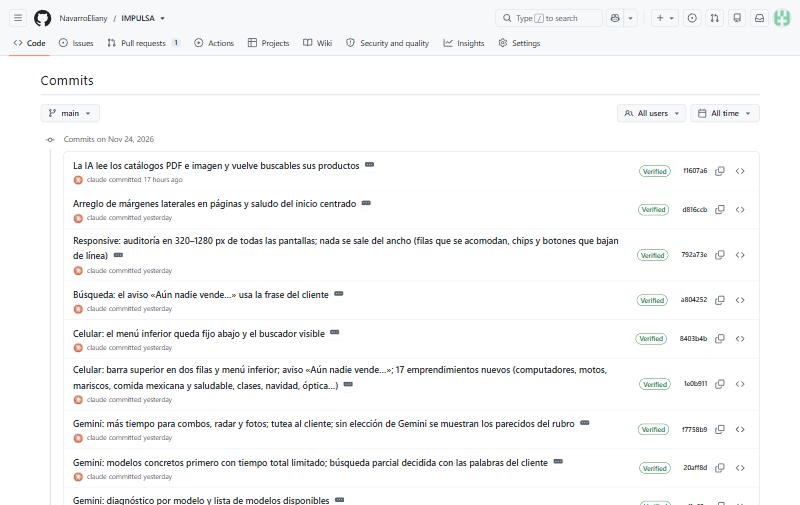 NavarroEliany / IMPULSA
Type / to search
Code
Issues
Pull requests 1
Actions
Projects
Wiki
Security and quality
Insights
Settings
Commits
main
All users
All time
Commits on Nov 24, 2026
La IA lee los catálogos PDF e imagen y vuelve buscables sus productos
claude committed 17 hours ago
Verified
f1607a6
Arreglo de márgenes laterales en páginas y saludo del inicio centrado
claude committed yesterday
Verified
d816ccb
Responsive: auditoría en 320–1280 px de todas las pantallas; nada se sale del ancho (filas que se acomodan, chips y botones que bajan
de línea)
claude committed yesterday
Verified
792a73e
Búsqueda: el aviso «Aún nadie vende...» usa la frase del cliente
claude committed yesterday
Verified
a804252
Celular: el menú inferior queda fijo abajo y el buscador visible
claude committed yesterday
Verified
8403b4b
Celular: barra superior en dos filas y menú inferior; aviso «Aún nadie vende...»; 17 emprendimientos nuevos (computadores, motos,
mariscos, comida mexicana y saludable, clases, navidad, óptica...)
claude committed yesterday
Verified
1e0b911
Gemini: más tiempo para combos, radar y fotos; tutea al cliente; sin elección de Gemini se muestran los parecidos del rubro
claude committed yesterday
Verified
f7758b9
Gemini: modelos concretos primero con tiempo total limitado; búsqueda parcial decidida con las palabras del cliente
claude committed yesterday
Verified
20aff8d
Gemini: diagnóstico por modelo y lista de modelos disponibles